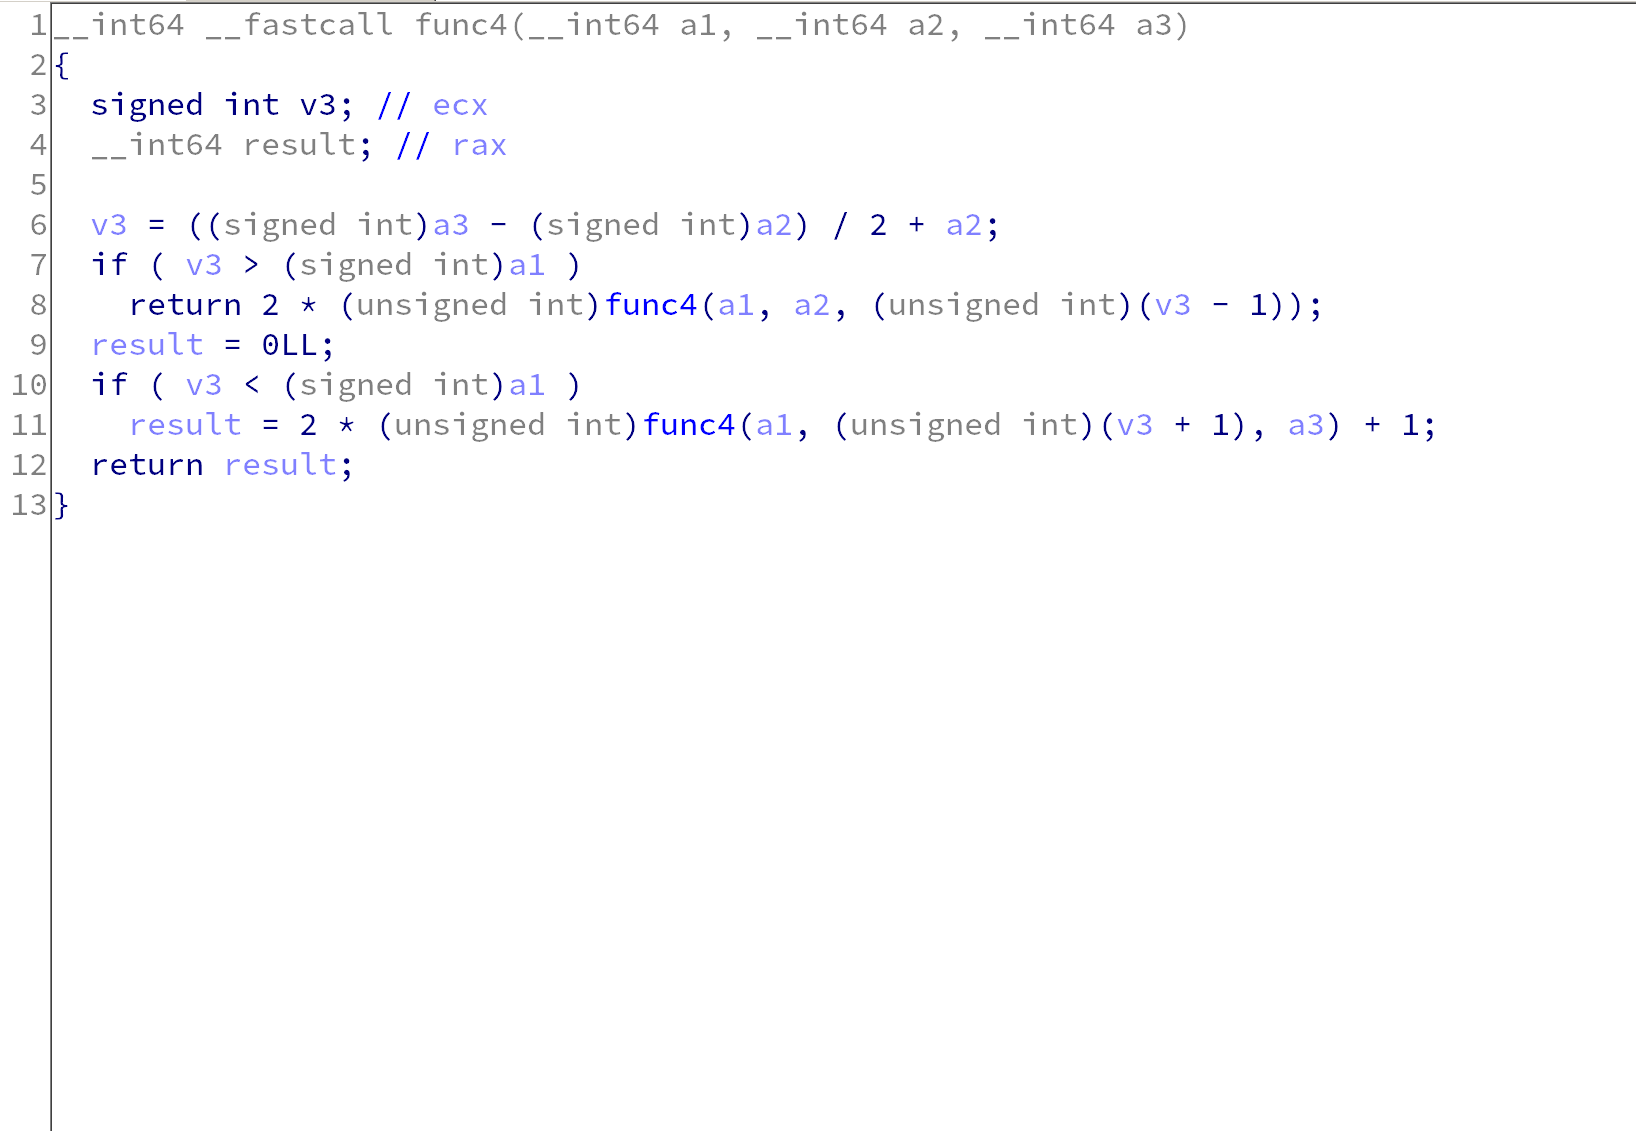 1 __int64 __fastcall func4(__int64 a1, __int64 a2, __int64 a3)
2 {
3   signed int v3; // ecx
4   __int64 result; // rax
5
6   v3 = ((signed int)a3 - (signed int)a2) / 2 + a2;
7   if ( v3 > (signed int)a1 )
8     return 2 * (unsigned int)func4(a1, a2, (unsigned int)(v3 - 1));
9   result = 0LL;
10   if ( v3 < (signed int)a1 )
11     result = 2 * (unsigned int)func4(a1, (unsigned int)(v3 + 1), a3) + 1;
12   return result;
13 }